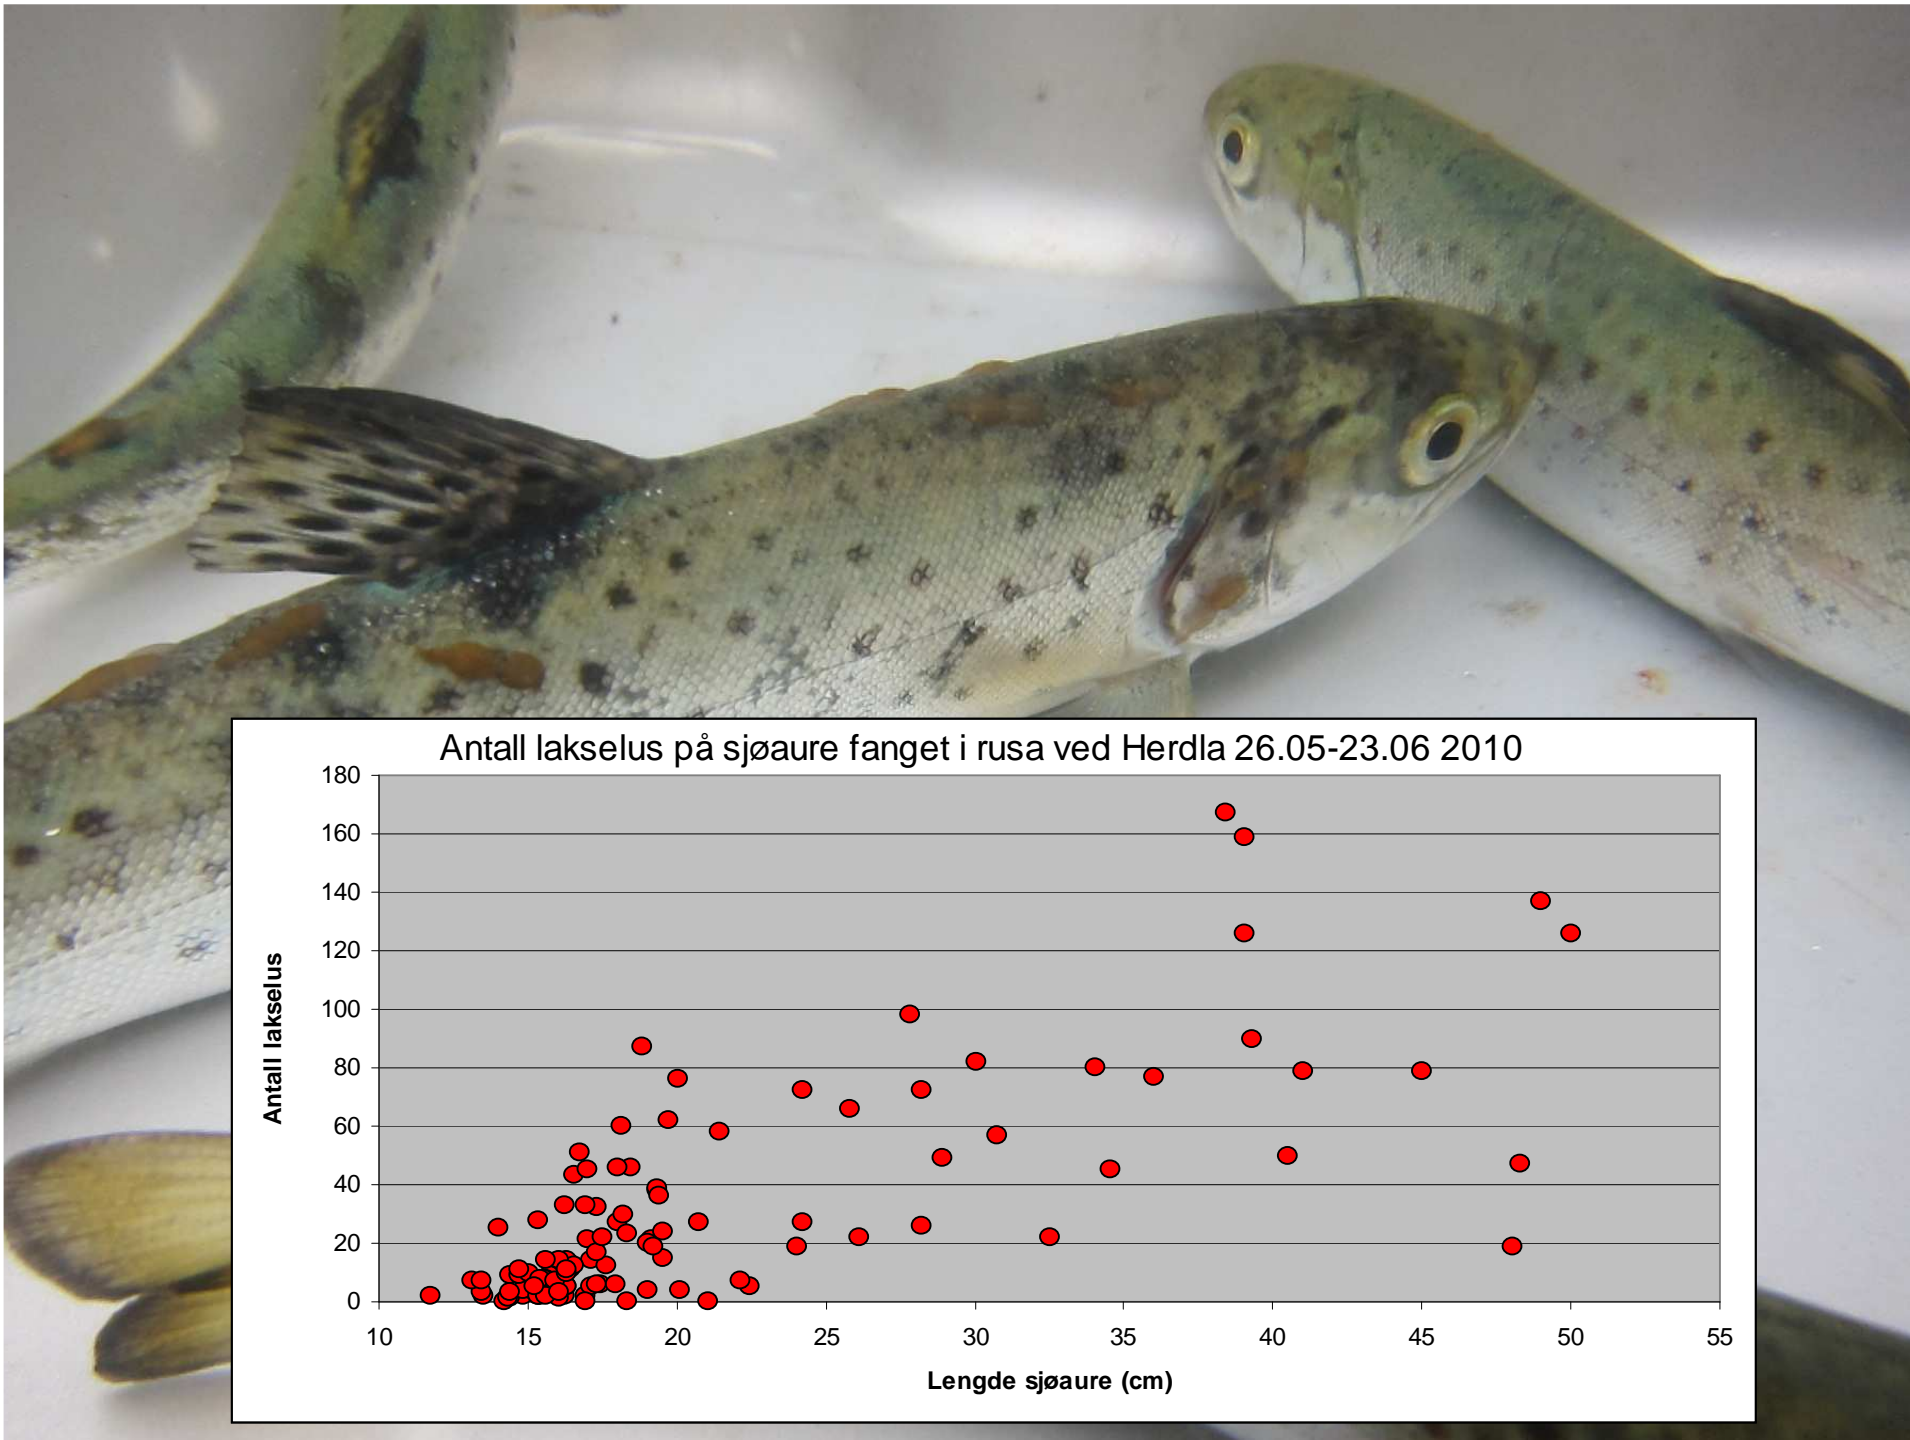 Antall lakselus på sjøaure fanget i rusa ved Herdla 26.05-23.06 2010
180
160
140
120
100
80
60
40
20
0
Antall lakselus
10 15 20 25 30 35 40 45 50 55
Lengde sjøaure (cm)